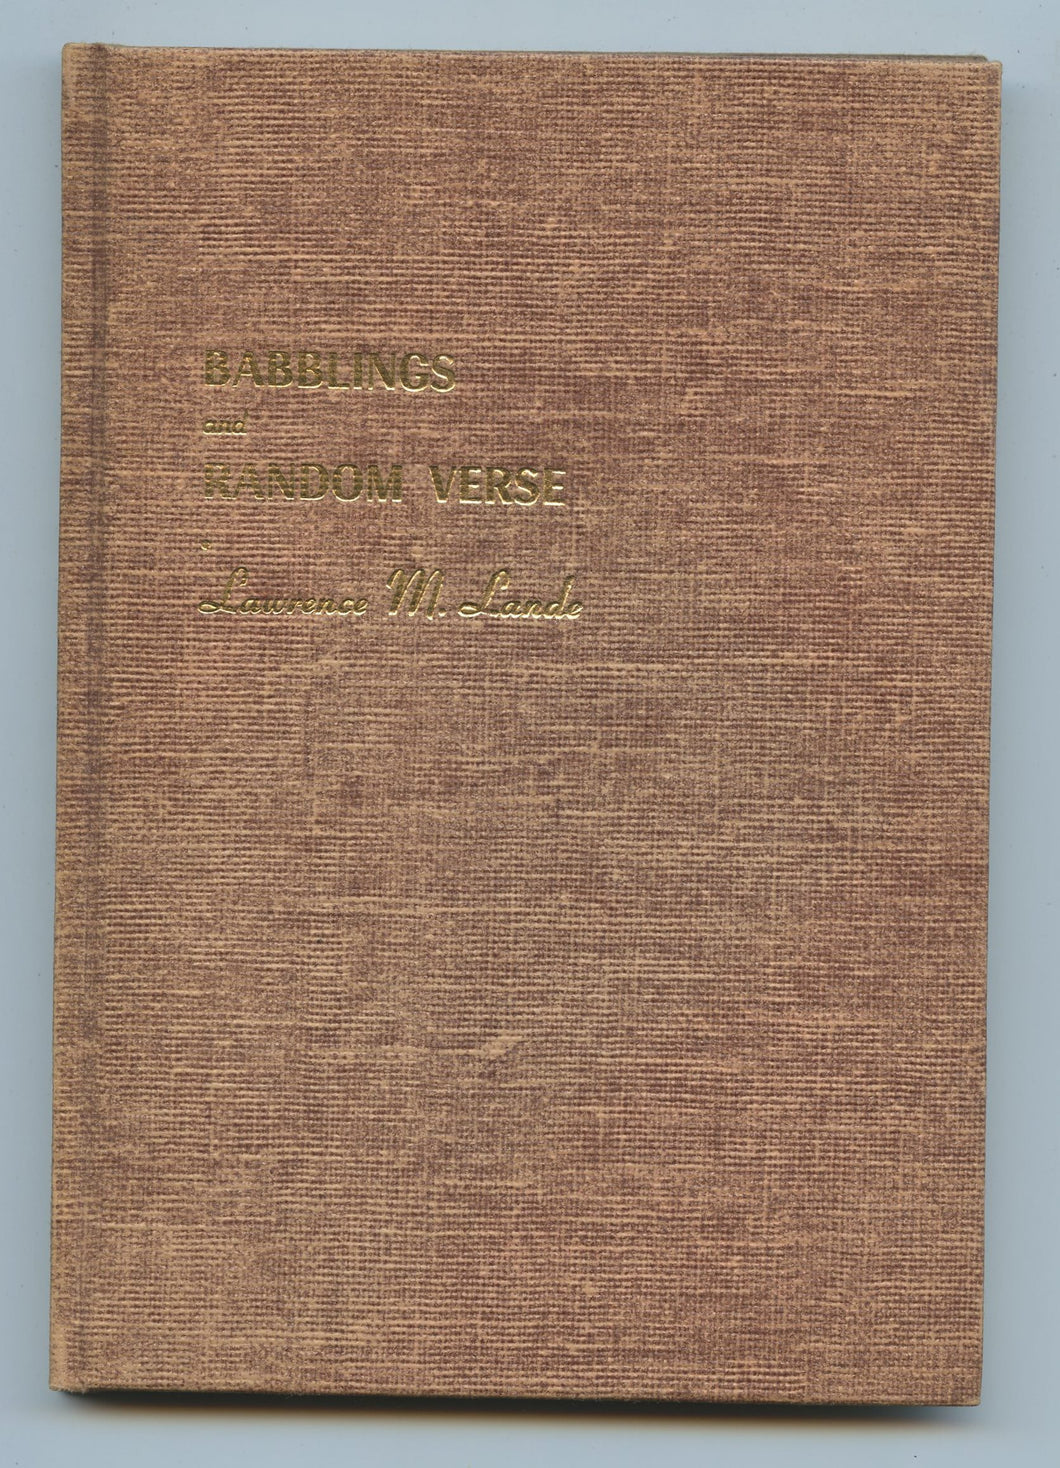 BABBLINGS
and
RANDOM VERSE
Lawrence M. Lande